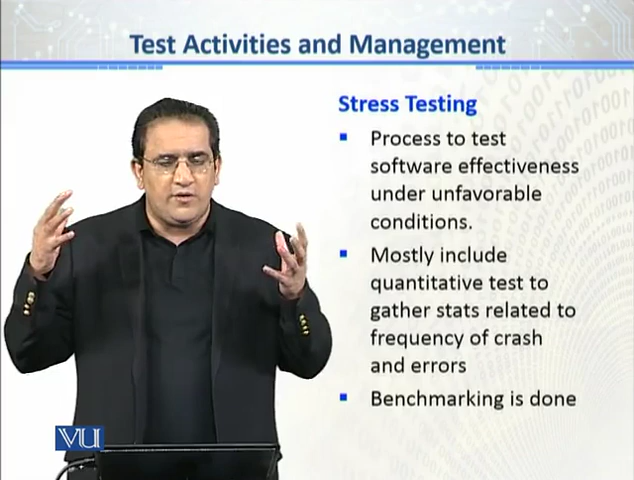 Test Activities and Management
Stress Testing
▪ Process to test
software effectiveness
under unfavorable
conditions.
▪ Mostly include
quantitative test to
gather stats related to
frequency of crash
and errors
▪ Benchmarking is done
VU